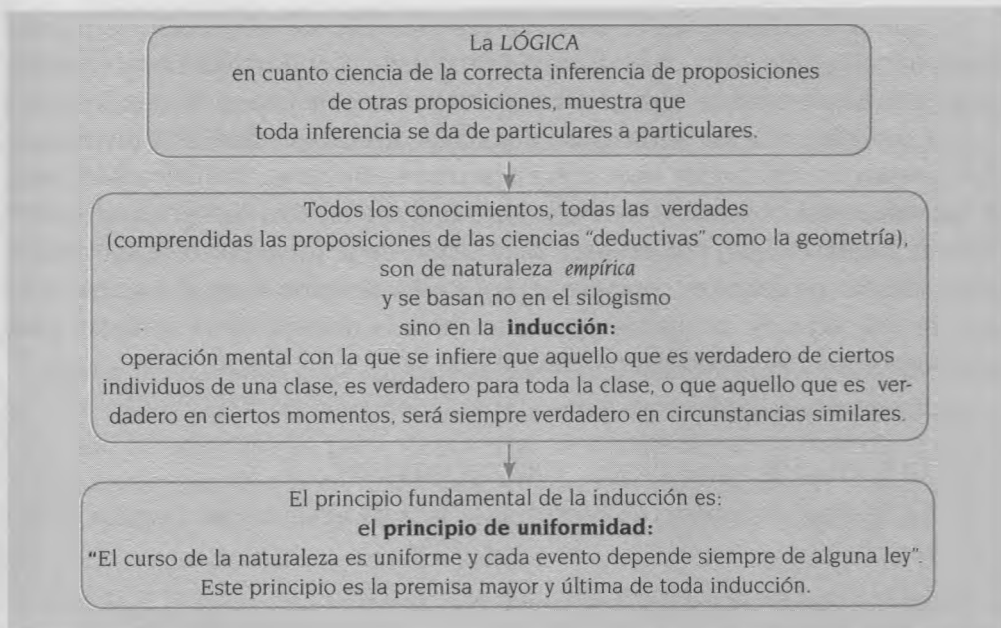 La LÓGICA
en cuanto ciencia de la correcta inferencia de proposiciones
de otras proposiciones, muestra que
toda inferencia se da de particulares a particulares.
Todos los conocimientos, todas las verdades
(comprendidas las proposiciones de las ciencias “deductivas” como la geometría),
son de naturaleza empírica
y se basan no en el silogismo
sino en la inducción:
operación mental con la que se infiere que aquello que es verdadero de ciertos
individuos de una clase, es verdadero para toda la clase, o que aquello que es ver-
dadero en ciertos momentos, será siempre verdadero en circunstancias similares.
El principio fundamental de la inducción es:
el principio de uniformidad:
“El curso de la naturaleza es uniforme y cada evento depende siempre de alguna ley”.
Este principio es la premisa mayor y última de toda inducción.